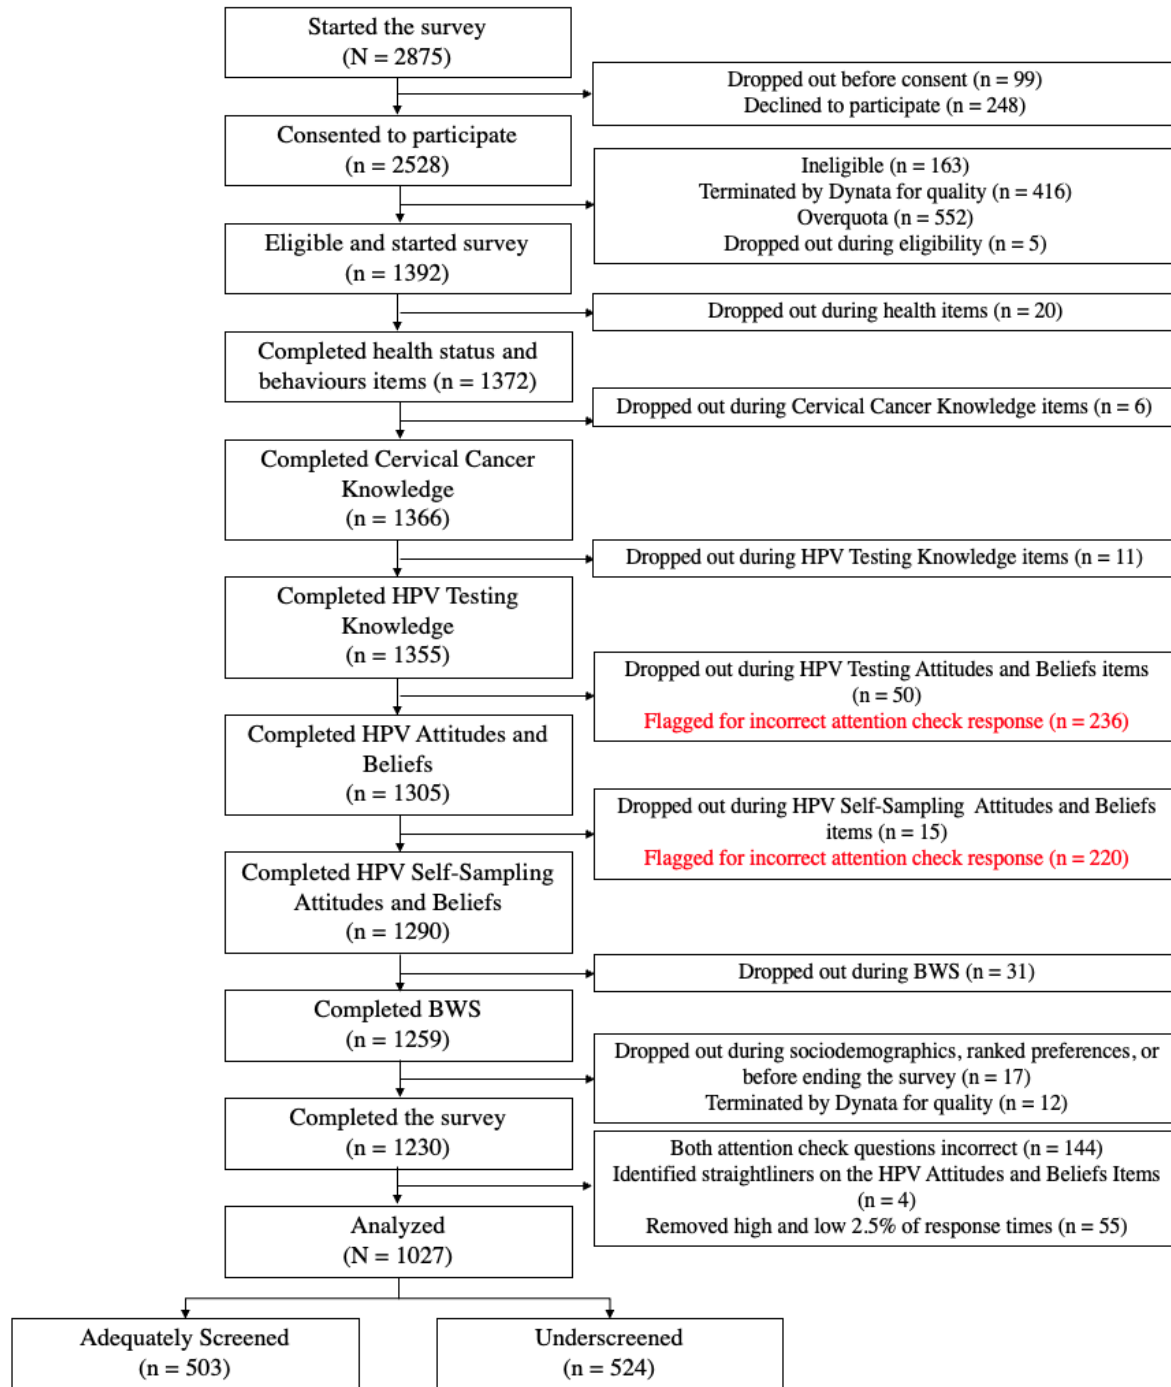 Started the survey
(N = 2875)
Dropped out before consent (n = 99)
Declined to participate (n = 248)
Consented to participate
(n = 2528)
Ineligible (n = 163)
Terminated by Dynata for quality (n = 416)
Overquota (n = 552)
Dropped out during eligibility (n = 5)
Eligible and started survey
(n = 1392)
Dropped out during health items (n = 20)
Completed health status and
behaviours items (n = 1372)
Dropped out during Cervical Cancer Knowledge items (n = 6)
Completed Cervical Cancer
Knowledge
(n = 1366)
Dropped out during HPV Testing Knowledge items (n = 11)
Completed HPV Testing
Knowledge
(n = 1355)
Dropped out during HPV Testing Attitudes and Beliefs items
(n = 50)
Flagged for incorrect attention check response (n = 236)
Completed HPV Attitudes and
Beliefs
(n = 1305)
Dropped out during HPV Self-Sampling Attitudes and Beliefs
items (n = 15)
Flagged for incorrect attention check response (n = 220)
Completed HPV Self-Sampling
Attitudes and Beliefs
(n = 1290)
Dropped out during BWS (n = 31)
Completed BWS
(n = 1259)
Dropped out during sociodemographics, ranked preferences, or
before ending the survey (n = 17)
Terminated by Dynata for quality (n = 12)
Completed the survey
(n = 1230)
Both attention check questions incorrect (n = 144)
Identified straightliners on the HPV Attitudes and Beliefs Items
(n = 4)
Removed high and low 2.5% of response times (n = 55)
Analyzed
(N = 1027)
Adequately Screened
(n = 503)
Underscreened
(n = 524)